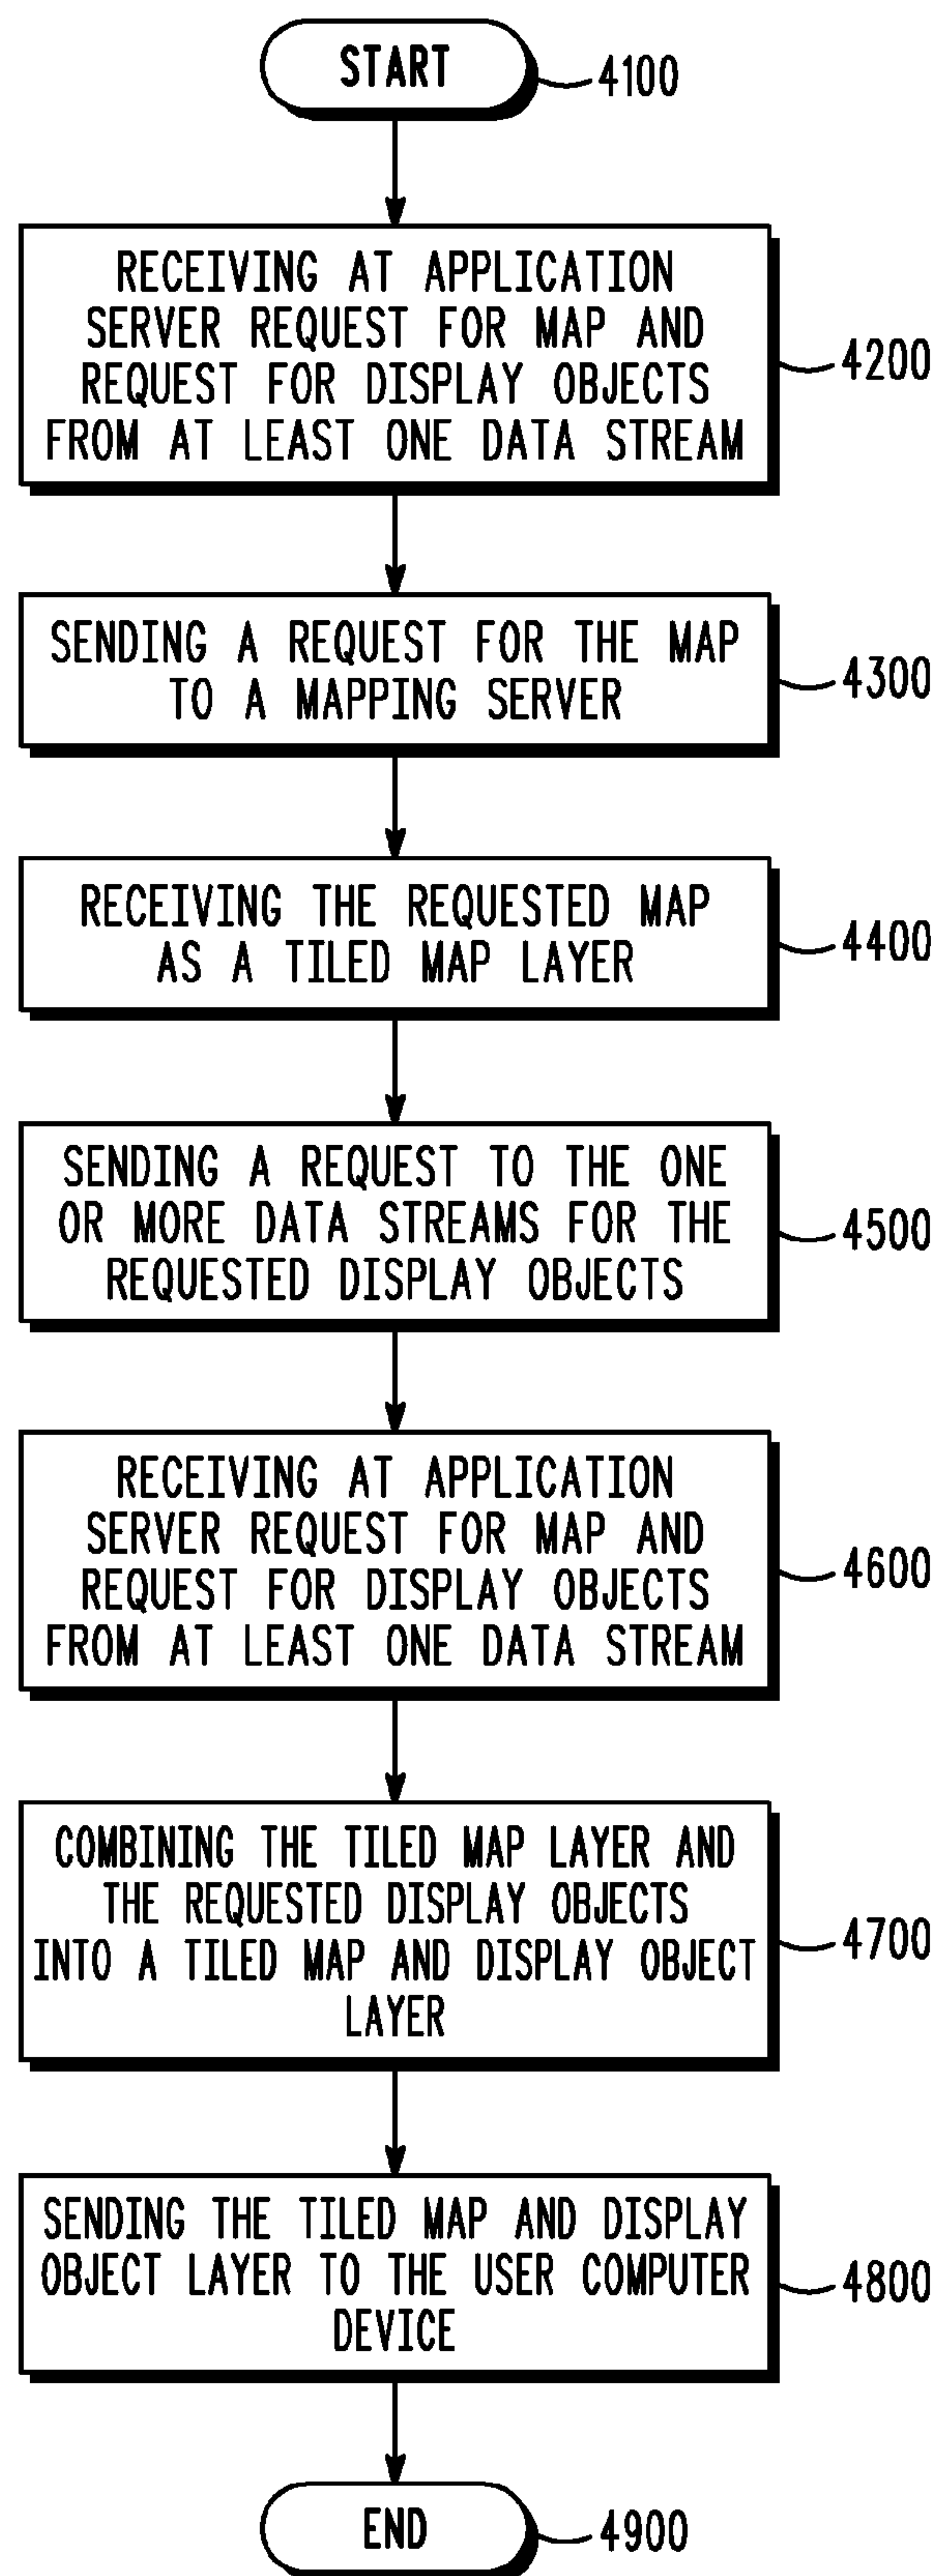 START
4100
RECEIVING AT APPLICATION
SERVER REQUEST FOR MAP AND
REQUEST FOR DISPLAY OBJECTS
FROM AT LEAST ONE DATA STREAM
4200
SENDING A REQUEST FOR THE MAP
TO A MAPPING SERVER
4300
RECEIVING THE REQUESTED MAP
AS A TILED MAP LAYER
4400
SENDING A REQUEST TO THE ONE
OR MORE DATA STREAMS FOR THE
REQUESTED DISPLAY OBJECTS
4500
RECEIVING AT APPLICATION
SERVER REQUEST FOR MAP AND
REQUEST FOR DISPLAY OBJECTS
FROM AT LEAST ONE DATA STREAM
4600
COMBINING THE TILED MAP LAYER AND
THE REQUESTED DISPLAY OBJECTS
INTO A TILED MAP AND DISPLAY OBJECT
LAYER
4700
SENDING THE TILED MAP AND DISPLAY
OBJECT LAYER TO THE USER COMPUTER
DEVICE
4800
END
4900